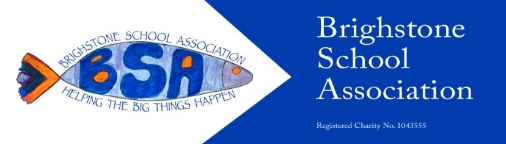 BRIGHSTONE SCHOOL ASSOCIATION
BSA
HELPING THE BIG THINGS HAPPEN
Brighstone
School
Association
Registered Charity No. 1043555